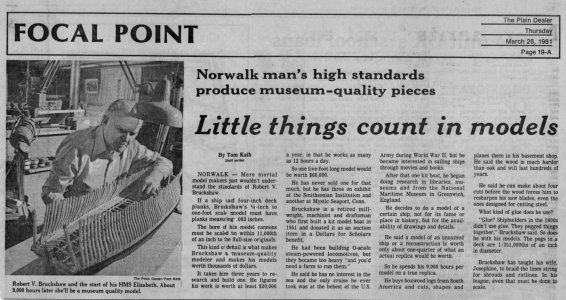 FOCAL POINT
The Plain Dealer
Thursday
March 26, 1981
Page 19-A
Norwalk man's high standards
produce museum-quality pieces
Little things count in models
The Plain Dealer/Tom Kaib
Robert V. Bruckshaw and the start of his HMS Elizabeth. About
9,000 hours later she'll be a museum quality model.
By Tom Kaib
Staff writer
NORWALK — Mere mortal
model makers just wouldn't under-
stand the standards of Robert V.
Bruckshaw.
If a ship had four-inch deck
planks, Bruckshaw's ¼-inch to
one-foot scale model must have
planks measuring .083 inches.
The bore of his model cannons
must be bored to within 11,000th
of an inch to the full-size originals.
This kind of detail is what makes
Bruckshaw a museum-quality
modeler and makes his models
worth thousands of dollars.
It takes him three years to re-
search and build one. He figures
his work is worth at least $20,000
a year, in that he works as many
as 12 hours a day.
So one five-foot long model would
be worth $60,000.
He has never sold one for that
much, but he has three on exhibit
at the Smithsonian Institution and
another at Mystic Seaport, Conn.
Bruckshaw is a retired mill-
wright, machinist and draftsman
who first built a kit model boat in
1951 and donated it as an auction
item in a Dollars for Scholars
benefit.
He had been building O-scale
steam-powered locomotives, but
they became too heavy "and you'd
need a farm to run them."
He said he has no interest in the
sea and the only cruise he ever
took was at the behest of the U.S.
Army during World War II, but he
became interested in sailing ships
through movies and books.
After that one kit boat, he began
doing research in libraries, mu-
seums and from the National
Maritime Museum in Greenwich,
England.
He decides to do a model of a
certain ship, not for its fame or
place in history, but for the avail-
ability of drawings and details.
He said a model of an unnamed
ship or a reconstruction is worth
only about one-quarter of what an
actual replica would be worth.
So he spends his 9,000 hours per
model on a true replica.
He buys boxwood logs from South
America and cuts, shapes and
planes them in his basement shop.
He said the wood is much harder
than oak and will last hundreds of
years.
He said he can make about four
cuts before the wood forces him to
resharpen his saw blades, even the
ones designed for cutting steel.
What kind of glue does he use?
"Glue? Shipbuilders in the 1600s
didn't use glue. They pegged things
together," Bruckshaw said. So does
he with his models. The pegs in a
deck are 1/351,000ths of an inch
in diameter.
Bruckshaw has taught his wife,
Josephine, to braid the linen string
for shrouds and ratlines. In his
league, even that must be done to
scale.